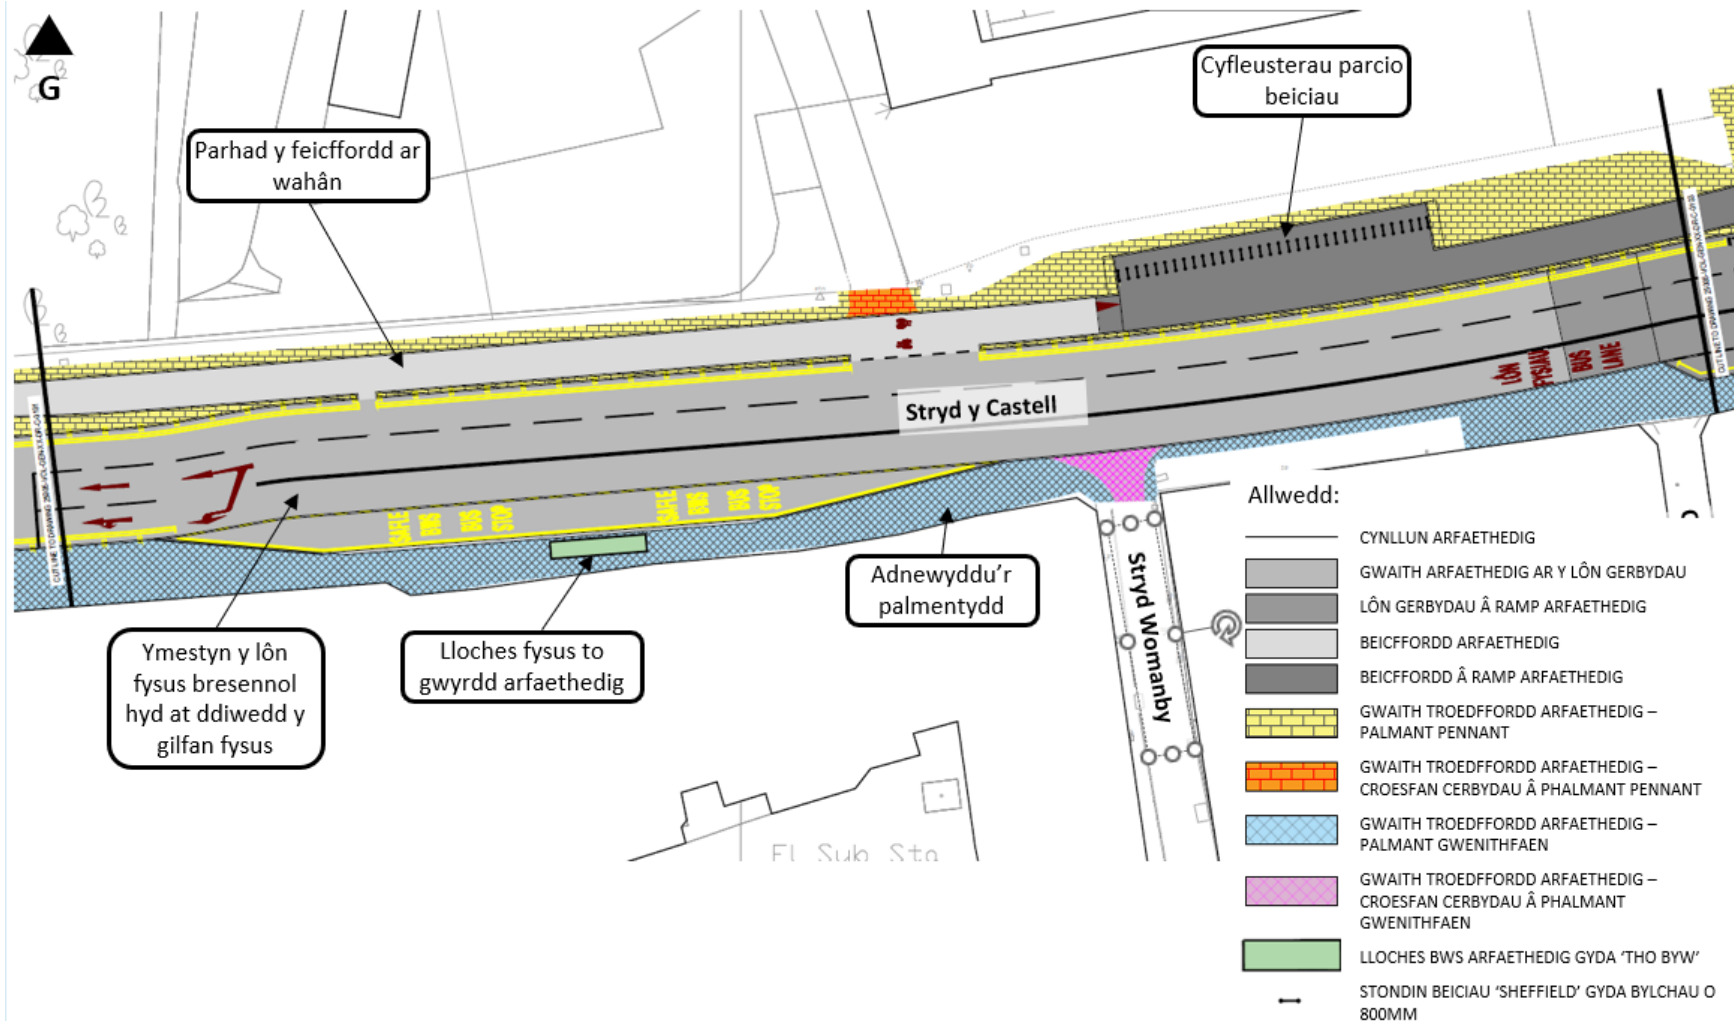 G
Parhad y feicffordd ar
wahân
Cyfleusterau parcio
beiciau
Stryd y Castell
LÔN
FYSIAU
BUS
LANE
SAFLE
BWS
BUS
STOP
SAFLE
BWS
BUS
STOP
Ymestyn y lôn
fysus bresennol
hyd at ddiwedd y
gilfan fysus
Lloches fysus to
gwyrdd arfaethedig
Adnewyddu’r
palmentydd
Stryd Womanby
El Sub Sta
Allwedd:
CYNLLUN ARFAETHEDIG
GWAITH ARFAETHEDIG AR Y LÔN GERBYDAU
LÔN GERBYDAU Â RAMP ARFAETHEDIG
BEICFFORDD ARFAETHEDIG
BEICFFORDD Â RAMP ARFAETHEDIG
GWAITH TROEDFFORDD ARFAETHEDIG –
PALMANT PENNANT
GWAITH TROEDFFORDD ARFAETHEDIG –
CROESFAN CERBYDAU Â PHALMANT PENNANT
GWAITH TROEDFFORDD ARFAETHEDIG –
PALMANT GWENITHFAEN
GWAITH TROEDFFORDD ARFAETHEDIG –
CROESFAN CERBYDAU Â PHALMANT
GWENITHFAEN
LLOCHES BWS ARFAETHEDIG GYDA ‘THO BYW’
STONDIN BEICIAU ‘SHEFFIELD’ GYDA BYLCHAU O
800MM